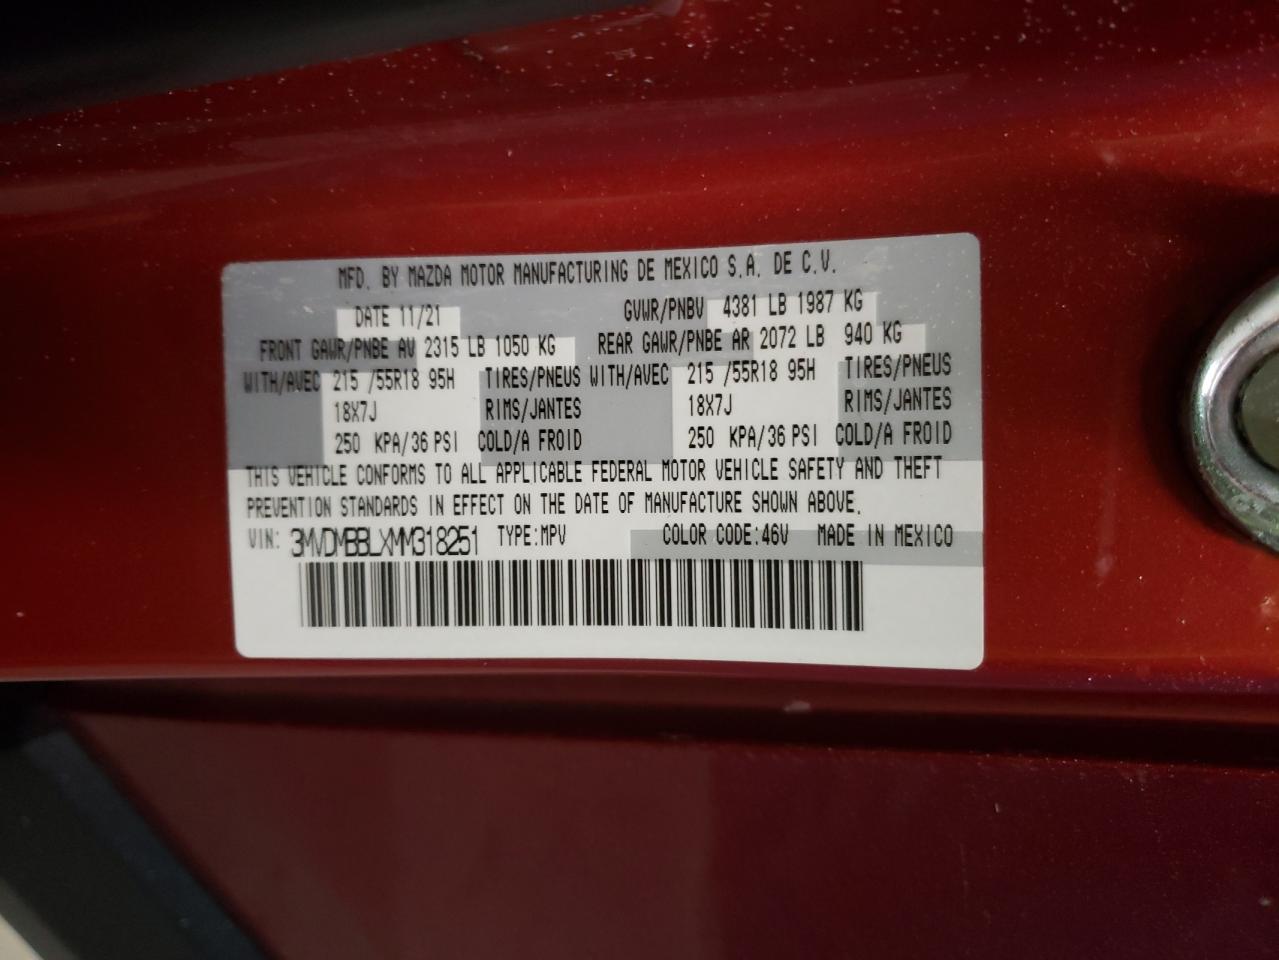 MFD. BY MAZDA MOTOR MANUFACTURING DE MEXICO S.A. DE C.V.
DATE 11/21 GVWR/PNBV 4381 LB 1987 KG
FRONT GAWR/PNBE AV 2315 LB 1050 KG REAR GAWR/PNBE AR 2072 LB 940 KG
WITH/AVEC 215 /55R18 95H TIRES/PNEUS WITH/AVEC 215 /55R18 95H TIRES/PNEUS
18X7J RIMS/JANTES 18X7J RIMS/JANTES
250 KPA/36 PSI COLD/A FROID 250 KPA/36 PSI COLD/A FROID
THIS VEHICLE CONFORMS TO ALL APPLICABLE FEDERAL MOTOR VEHICLE SAFETY AND THEFT
PREVENTION STANDARDS IN EFFECT ON THE DATE OF MANUFACTURE SHOWN ABOVE.
VIN: 3MVDMBBLXMM318251 TYPE:MPV COLOR CODE:46V MADE IN MEXICO